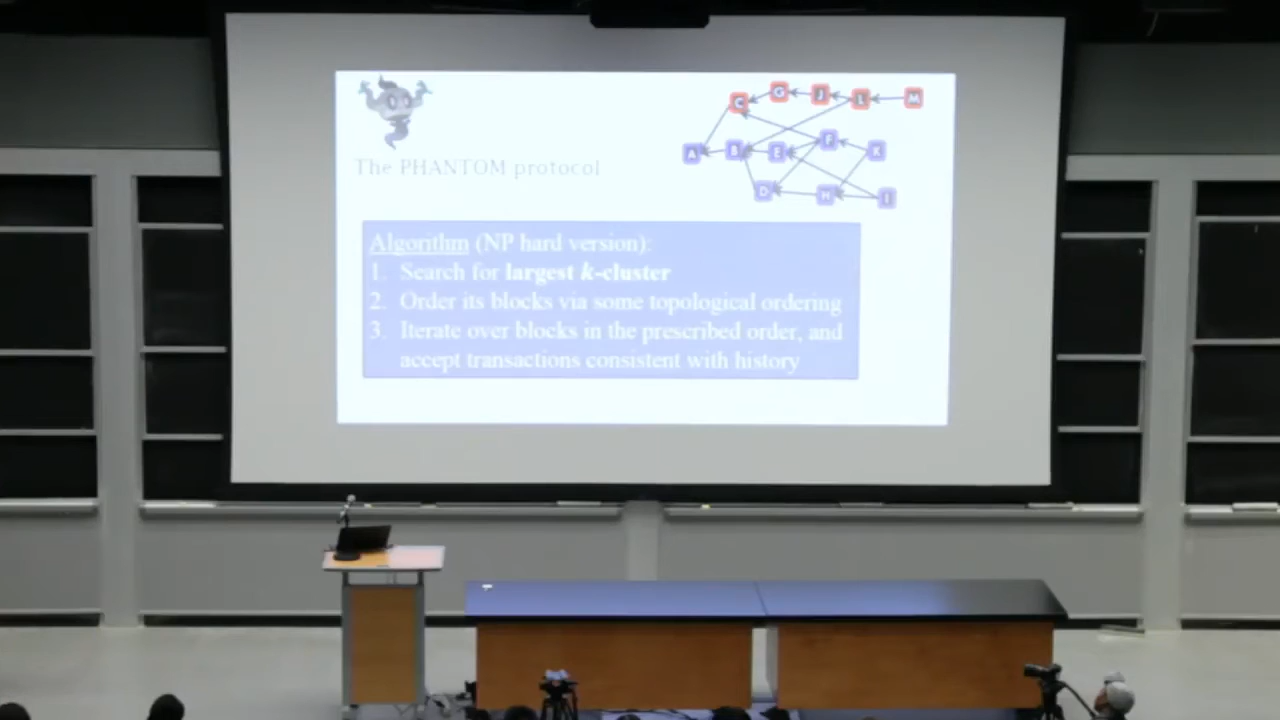 C G J L M
The PHANTOM protocol
A B E F K
D H I
Algorithm (NP hard version):
1. Search for largest k-cluster
2. Order its blocks via some topological ordering
3. Iterate over blocks in the prescribed order, and
accept transactions consistent with history